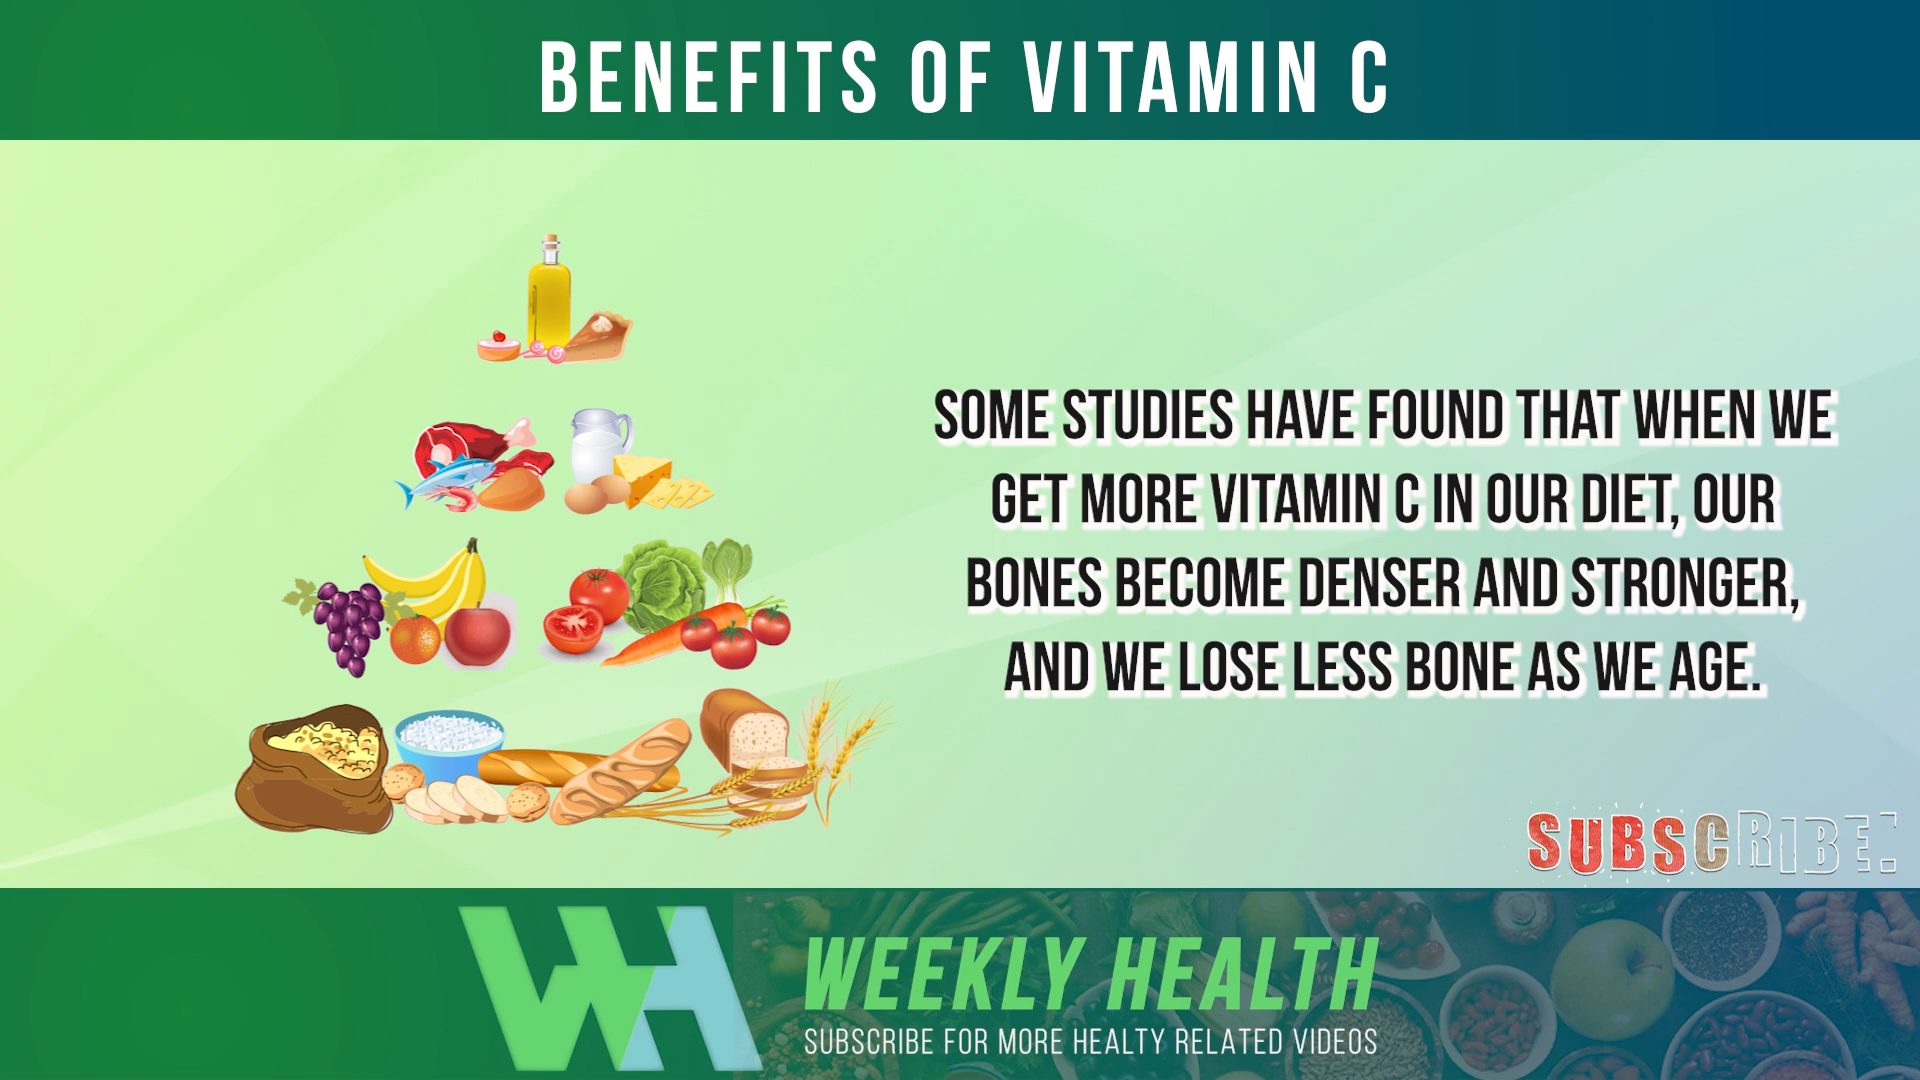 BENEFITS OF VITAMIN C
SOME STUDIES HAVE FOUND THAT WHEN WE
GET MORE VITAMIN C IN OUR DIET, OUR
BONES BECOME DENSER AND STRONGER,
AND WE LOSE LESS BONE AS WE AGE.
SUBSCRIBE.
WH
WEEKLY HEALTH
SUBSCRIBE FOR MORE HEALTY RELATED VIDEOS